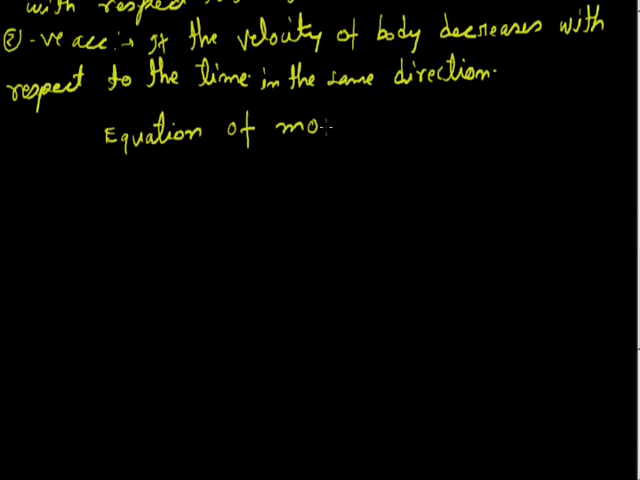 with respect
② -ve acc :→ If the velocity of body decreases with
respect to the time in the same direction.
Equation of mo